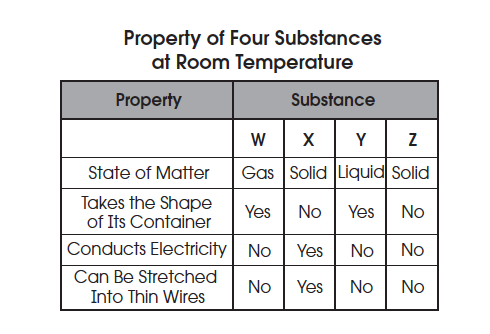 Property of Four Substances
at Room Temperature
Property Substance
W X Y Z
State of Matter Gas Solid Liquid Solid
Takes the Shape
of Its Container Yes No Yes No
Conducts Electricity No Yes No No
Can Be Stretched
Into Thin Wires No Yes No No